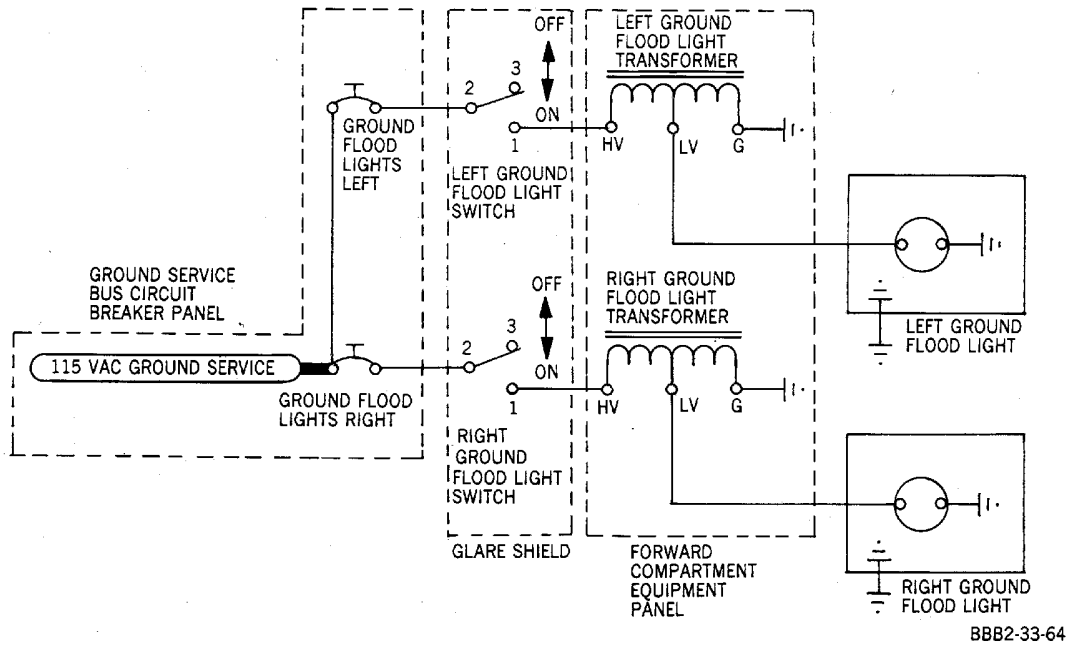 LEFT GROUND
FLOOD LIGHT
TRANSFORMER
OFF
3
2
ON
1
HV
LV
G
GROUND
FLOOD
LIGHTS
LEFT
LEFT GROUND
FLOOD LIGHT
SWITCH
GROUND SERVICE
BUS CIRCUIT
BREAKER PANEL
OFF
RIGHT GROUND
FLOOD LIGHT
TRANSFORMER
LEFT GROUND
FLOOD LIGHT
3
2
ON
1
HV
LV
G
115 VAC GROUND SERVICE
GROUND FLOOD
LIGHTS RIGHT
RIGHT
GROUND
FLOOD LIGHT
SWITCH
GLARE SHIELD
FORWARD
COMPARTMENT
EQUIPMENT
PANEL
RIGHT GROUND
FLOOD LIGHT
BBB2-33-64